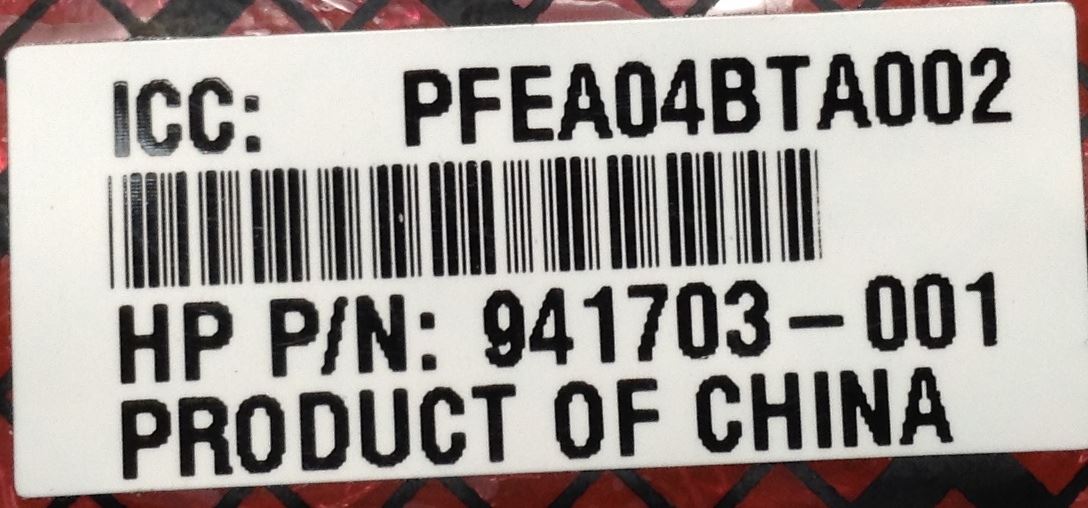 ICC: PFEA04BTA002
HP P/N: 941703-001
PRODUCT OF CHINA